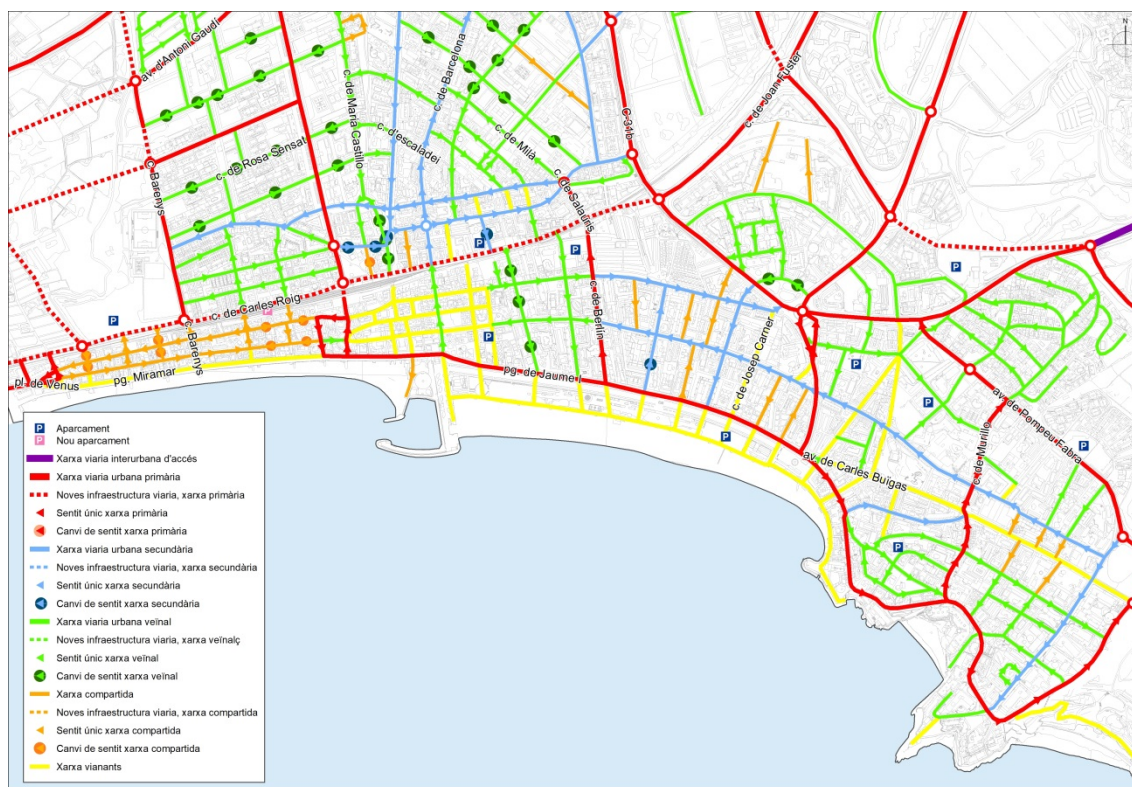 N
av. d'Antoni Gaudí
c. de Maria Castillo
c. de Barcelona
c. d'escaladei
c. de Milà
C-31b
c. de Joan Fuster
c. de Rosa Sensat
c. Barenys
c. de Salauris
P
P
P
c. de Carles Roig
P
P
c. de Berlín
P
c. Barenys
pl. de Vènus
pg. Miramar
pg. de Jaume I
c. de Josep Carner
P
P
av. de Pompeu Fabra
P
P
c. de Murillo
av. de Carles Buïgas
P
P Aparcament
P Nou aparcament
Xarxa viaria interurbana d'accés
Xarxa viaria urbana primària
Noves infraestructura viaria, xarxa primària
Sentit únic xarxa primària
Canvi de sentit xarxa primària
Xarxa viaria urbana secundària
Noves infraestructura viaria, xarxa secundària
Sentit únic xarxa secundària
Canvi de sentit xarxa secundària
Xarxa viaria urbana veïnal
Noves infraestructura viaria, xarxa veïnalç
Sentit únic xarxa veïnal
Canvi de sentit xarxa veïnal
Xarxa compartida
Noves infraestructura viaria, xarxa compartida
Sentit únic xarxa compartida
Canvi de sentit xarxa compartida
Xarxa vianants